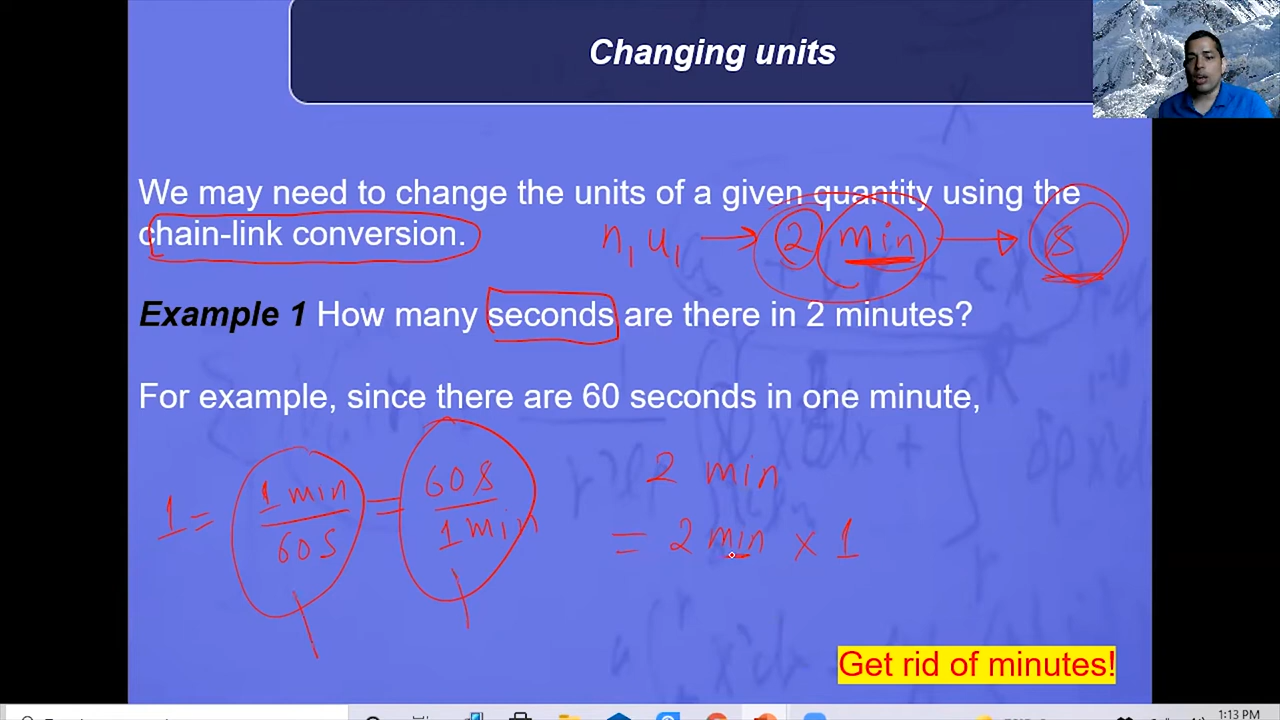 Changing units
We may need to change the units of a given quantity using the
chain-link conversion.
n₁ u₁ → 2 min → s
Example 1 How many seconds are there in 2 minutes?
For example, since there are 60 seconds in one minute,
1 = 1 min / 60 s = 60 s / 1 min
2 min
= 2 min × 1
Get rid of minutes!
1:13 PM